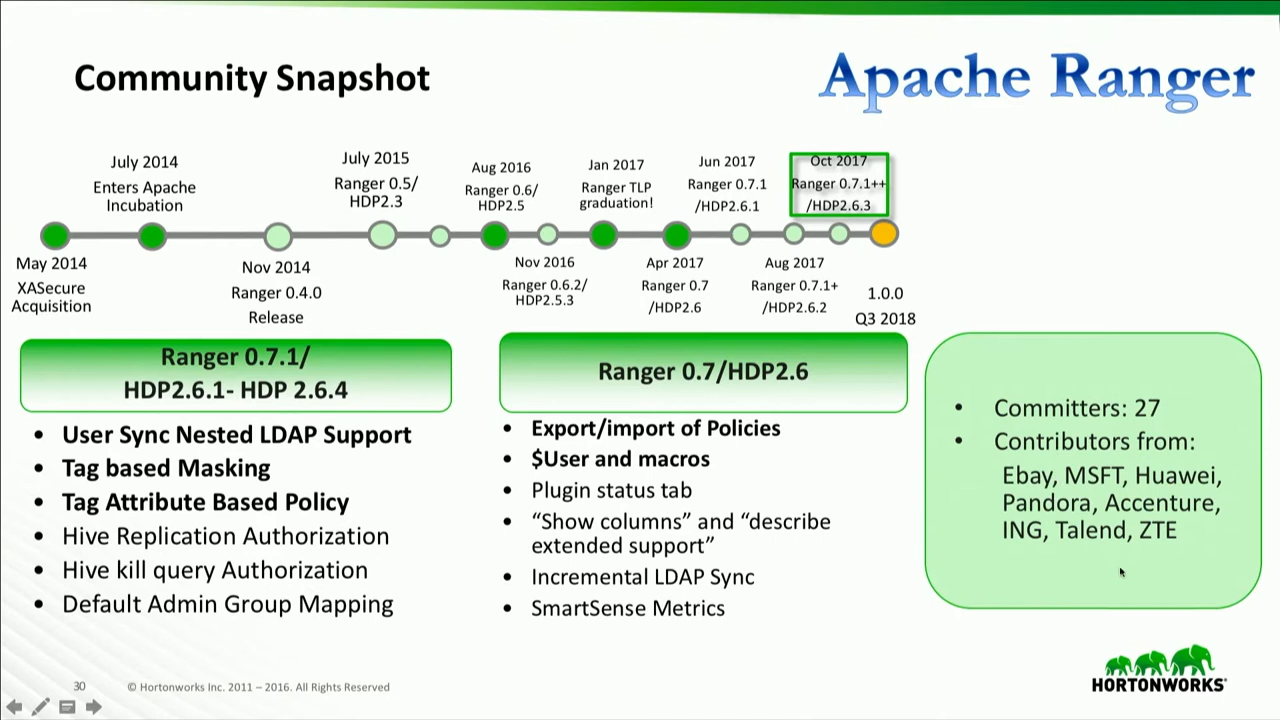 Community Snapshot
Apache Ranger
July 2014
Enters Apache
Incubation
July 2015
Ranger 0.5/
HDP2.3
Aug 2016
Ranger 0.6/
HDP2.5
Jan 2017
Ranger TLP
graduation!
Jun 2017
Ranger 0.7.1
/HDP2.6.1
Oct 2017
Ranger 0.7.1++
/HDP2.6.3
May 2014
XASecure
Acquisition
Nov 2014
Ranger 0.4.0
Release
Nov 2016
Ranger 0.6.2/
HDP2.5.3
Apr 2017
Ranger 0.7
/HDP2.6
Aug 2017
Ranger 0.7.1+
/HDP2.6.2
1.0.0
Q3 2018
Ranger 0.7.1/
HDP2.6.1- HDP 2.6.4
• User Sync Nested LDAP Support
• Tag based Masking
• Tag Attribute Based Policy
• Hive Replication Authorization
• Hive kill query Authorization
• Default Admin Group Mapping
Ranger 0.7/HDP2.6
• Export/import of Policies
• $User and macros
• Plugin status tab
• “Show columns” and “describe
extended support”
• Incremental LDAP Sync
• SmartSense Metrics
• Committers: 27
• Contributors from:
Ebay, MSFT, Huawei,
Pandora, Accenture,
ING, Talend, ZTE
30
© Hortonworks Inc. 2011 – 2016. All Rights Reserved
HORTONWORKS